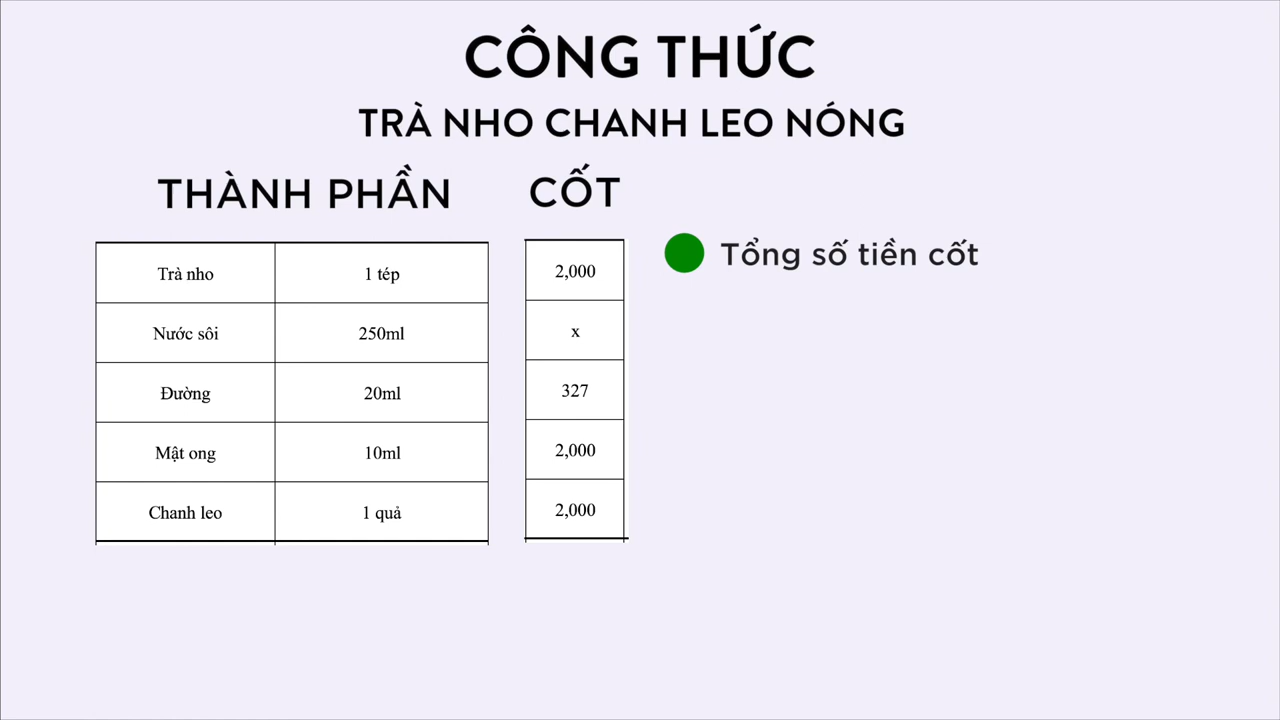 CÔNG THỨC
TRÀ NHO CHANH LEO NÓNG
THÀNH PHẦN CỐT
Trà nho 1 tép 2,000
Nước sôi 250ml x
Đường 20ml 327
Mật ong 10ml 2,000
Chanh leo 1 quả 2,000
Tổng số tiền cốt